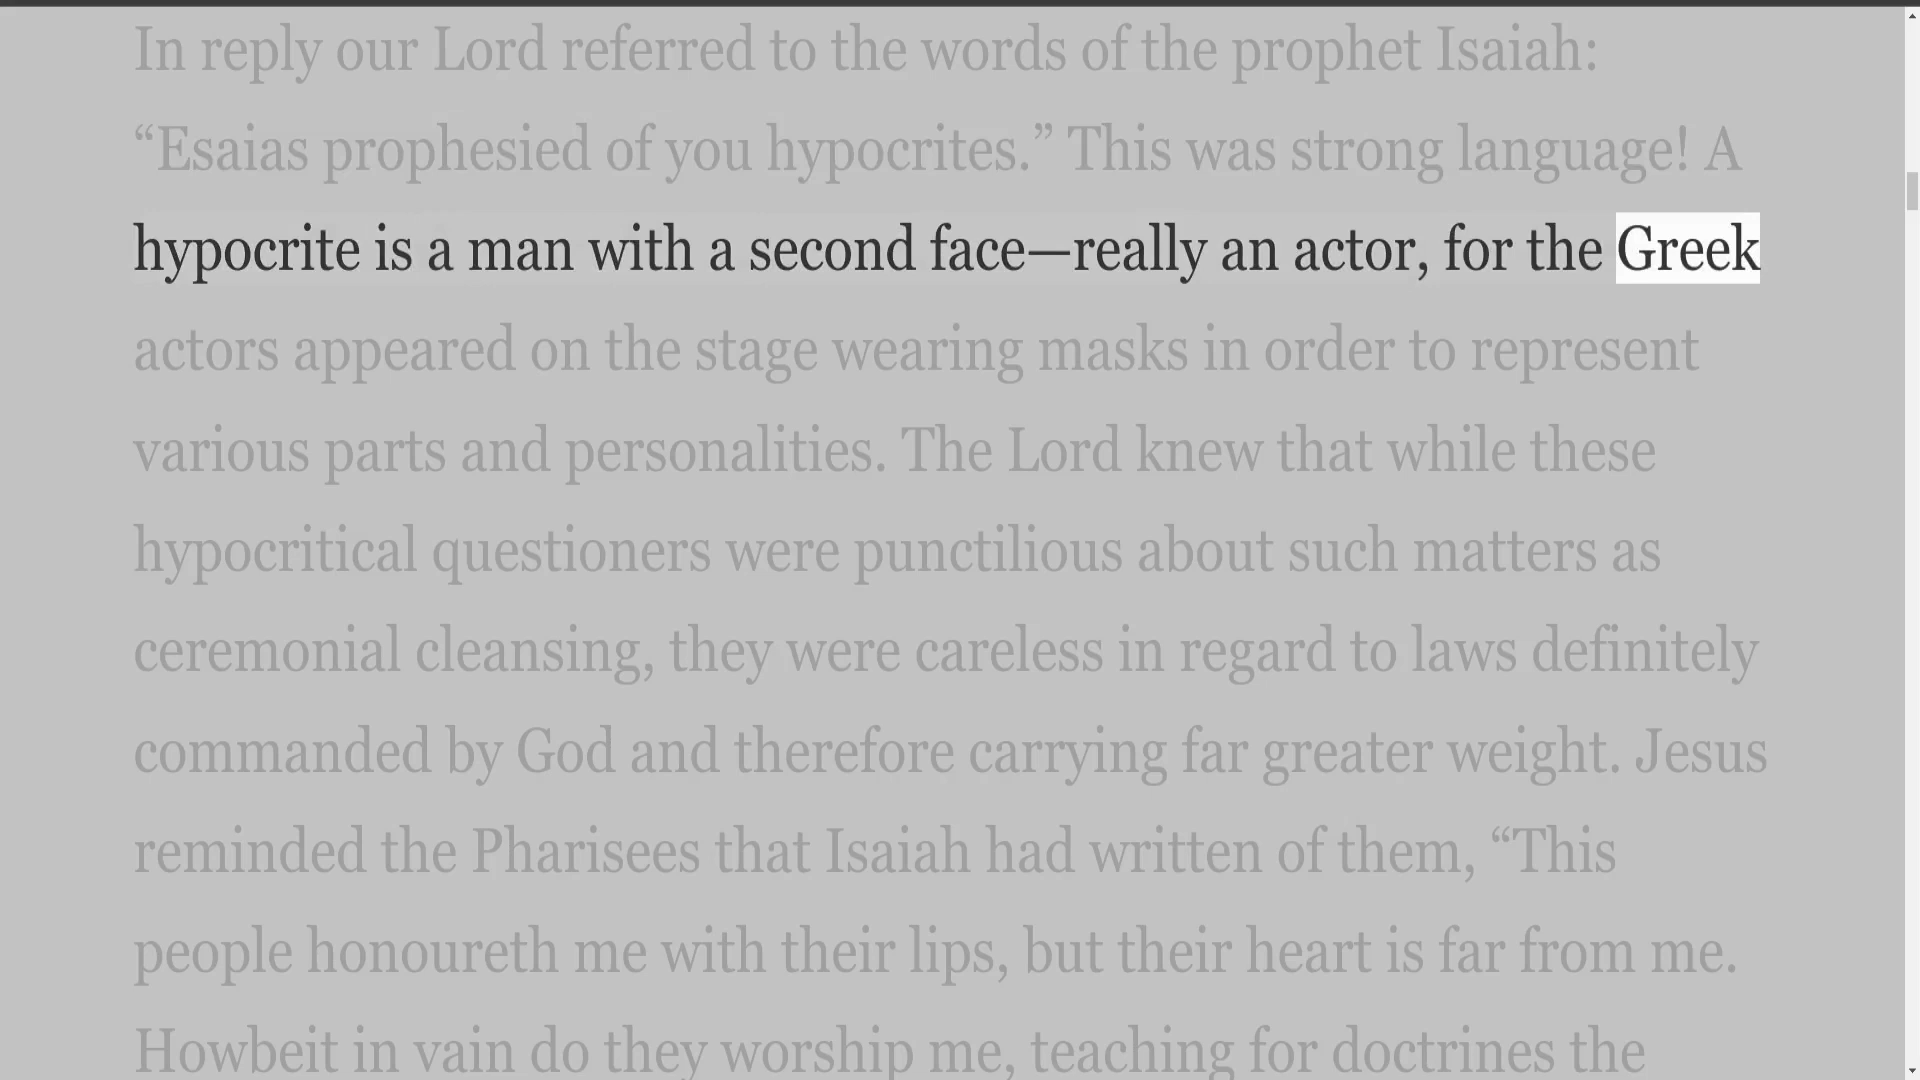 In reply our Lord referred to the words of the prophet Isaiah:
“Esaias prophesied of you hypocrites.” This was strong language! A
hypocrite is a man with a second face—really an actor, for the Greek
actors appeared on the stage wearing masks in order to represent
various parts and personalities. The Lord knew that while these
hypocritical questioners were punctilious about such matters as
ceremonial cleansing, they were careless in regard to laws definitely
commanded by God and therefore carrying far greater weight. Jesus
reminded the Pharisees that Isaiah had written of them, “This
people honoureth me with their lips, but their heart is far from me.
Howbeit in vain do they worship me, teaching for doctrines the